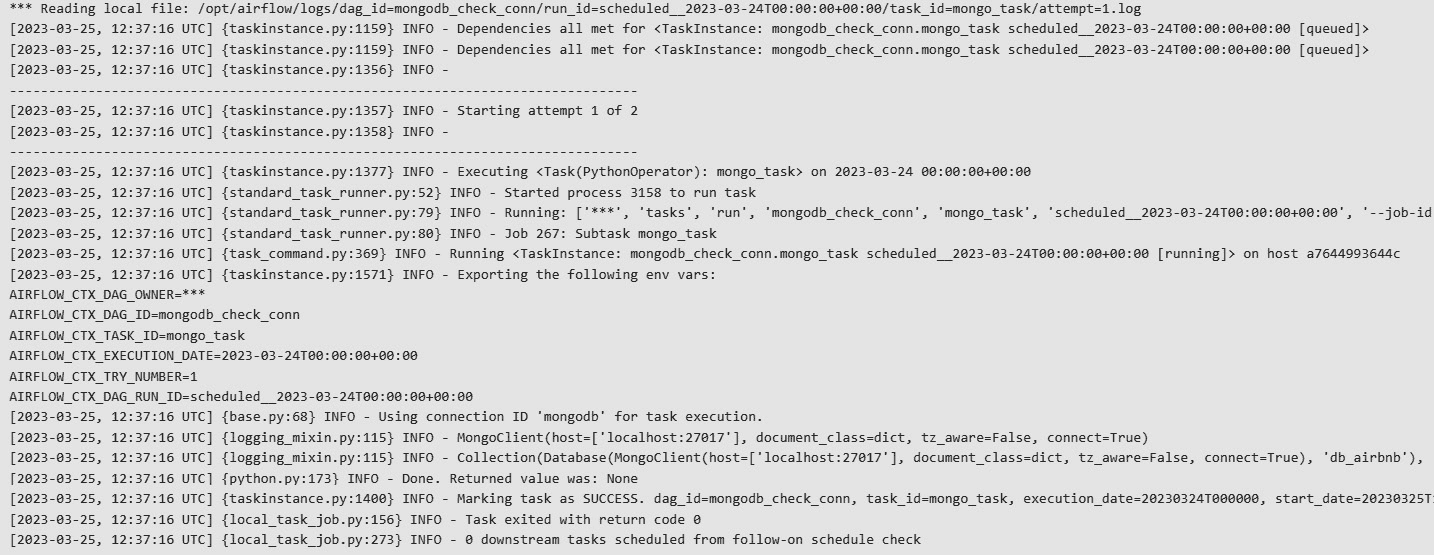 *** Reading local file: /opt/airflow/logs/dag_id=mongodb_check_conn/run_id=scheduled__2023-03-24T00:00:00+00:00/task_id=mongo_task/attempt=1.log
[2023-03-25, 12:37:16 UTC] {taskinstance.py:1159} INFO - Dependencies all met for <TaskInstance: mongodb_check_conn.mongo_task scheduled__2023-03-24T00:00:00+00:00 [queued]>
[2023-03-25, 12:37:16 UTC] {taskinstance.py:1159} INFO - Dependencies all met for <TaskInstance: mongodb_check_conn.mongo_task scheduled__2023-03-24T00:00:00+00:00 [queued]>
[2023-03-25, 12:37:16 UTC] {taskinstance.py:1356} INFO -
--------------------------------------------------------------------------------
[2023-03-25, 12:37:16 UTC] {taskinstance.py:1357} INFO - Starting attempt 1 of 2
[2023-03-25, 12:37:16 UTC] {taskinstance.py:1358} INFO -
--------------------------------------------------------------------------------
[2023-03-25, 12:37:16 UTC] {taskinstance.py:1377} INFO - Executing <Task(PythonOperator): mongo_task> on 2023-03-24 00:00:00+00:00
[2023-03-25, 12:37:16 UTC] {standard_task_runner.py:52} INFO - Started process 3158 to run task
[2023-03-25, 12:37:16 UTC] {standard_task_runner.py:79} INFO - Running: ['***', 'tasks', 'run', 'mongodb_check_conn', 'mongo_task', 'scheduled__2023-03-24T00:00:00+00:00', '--job-id
[2023-03-25, 12:37:16 UTC] {standard_task_runner.py:80} INFO - Job 267: Subtask mongo_task
[2023-03-25, 12:37:16 UTC] {task_command.py:369} INFO - Running <TaskInstance: mongodb_check_conn.mongo_task scheduled__2023-03-24T00:00:00+00:00 [running]> on host a7644993644c
[2023-03-25, 12:37:16 UTC] {taskinstance.py:1571} INFO - Exporting the following env vars:
AIRFLOW_CTX_DAG_OWNER=***
AIRFLOW_CTX_DAG_ID=mongodb_check_conn
AIRFLOW_CTX_TASK_ID=mongo_task
AIRFLOW_CTX_EXECUTION_DATE=2023-03-24T00:00:00+00:00
AIRFLOW_CTX_TRY_NUMBER=1
AIRFLOW_CTX_DAG_RUN_ID=scheduled__2023-03-24T00:00:00+00:00
[2023-03-25, 12:37:16 UTC] {base.py:68} INFO - Using connection ID 'mongodb' for task execution.
[2023-03-25, 12:37:16 UTC] {logging_mixin.py:115} INFO - MongoClient(host=['localhost:27017'], document_class=dict, tz_aware=False, connect=True)
[2023-03-25, 12:37:16 UTC] {logging_mixin.py:115} INFO - Collection(Database(MongoClient(host=['localhost:27017'], document_class=dict, tz_aware=False, connect=True), 'db_airbnb'),
[2023-03-25, 12:37:16 UTC] {python.py:173} INFO - Done. Returned value was: None
[2023-03-25, 12:37:16 UTC] {taskinstance.py:1400} INFO - Marking task as SUCCESS. dag_id=mongodb_check_conn, task_id=mongo_task, execution_date=20230324T000000, start_date=20230325T
[2023-03-25, 12:37:16 UTC] {local_task_job.py:156} INFO - Task exited with return code 0
[2023-03-25, 12:37:16 UTC] {local_task_job.py:273} INFO - 0 downstream tasks scheduled from follow-on schedule check